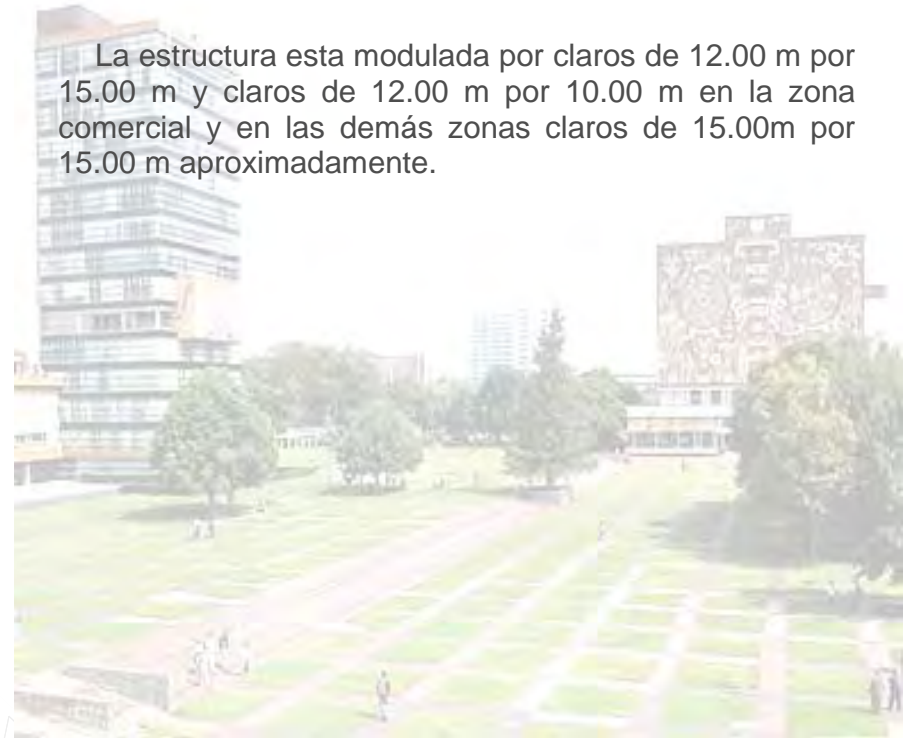 La estructura esta modulada por claros de 12.00 m por
15.00 m y claros de 12.00 m por 10.00 m en la zona
comercial y en las demás zonas claros de 15.00m por
15.00 m aproximadamente.